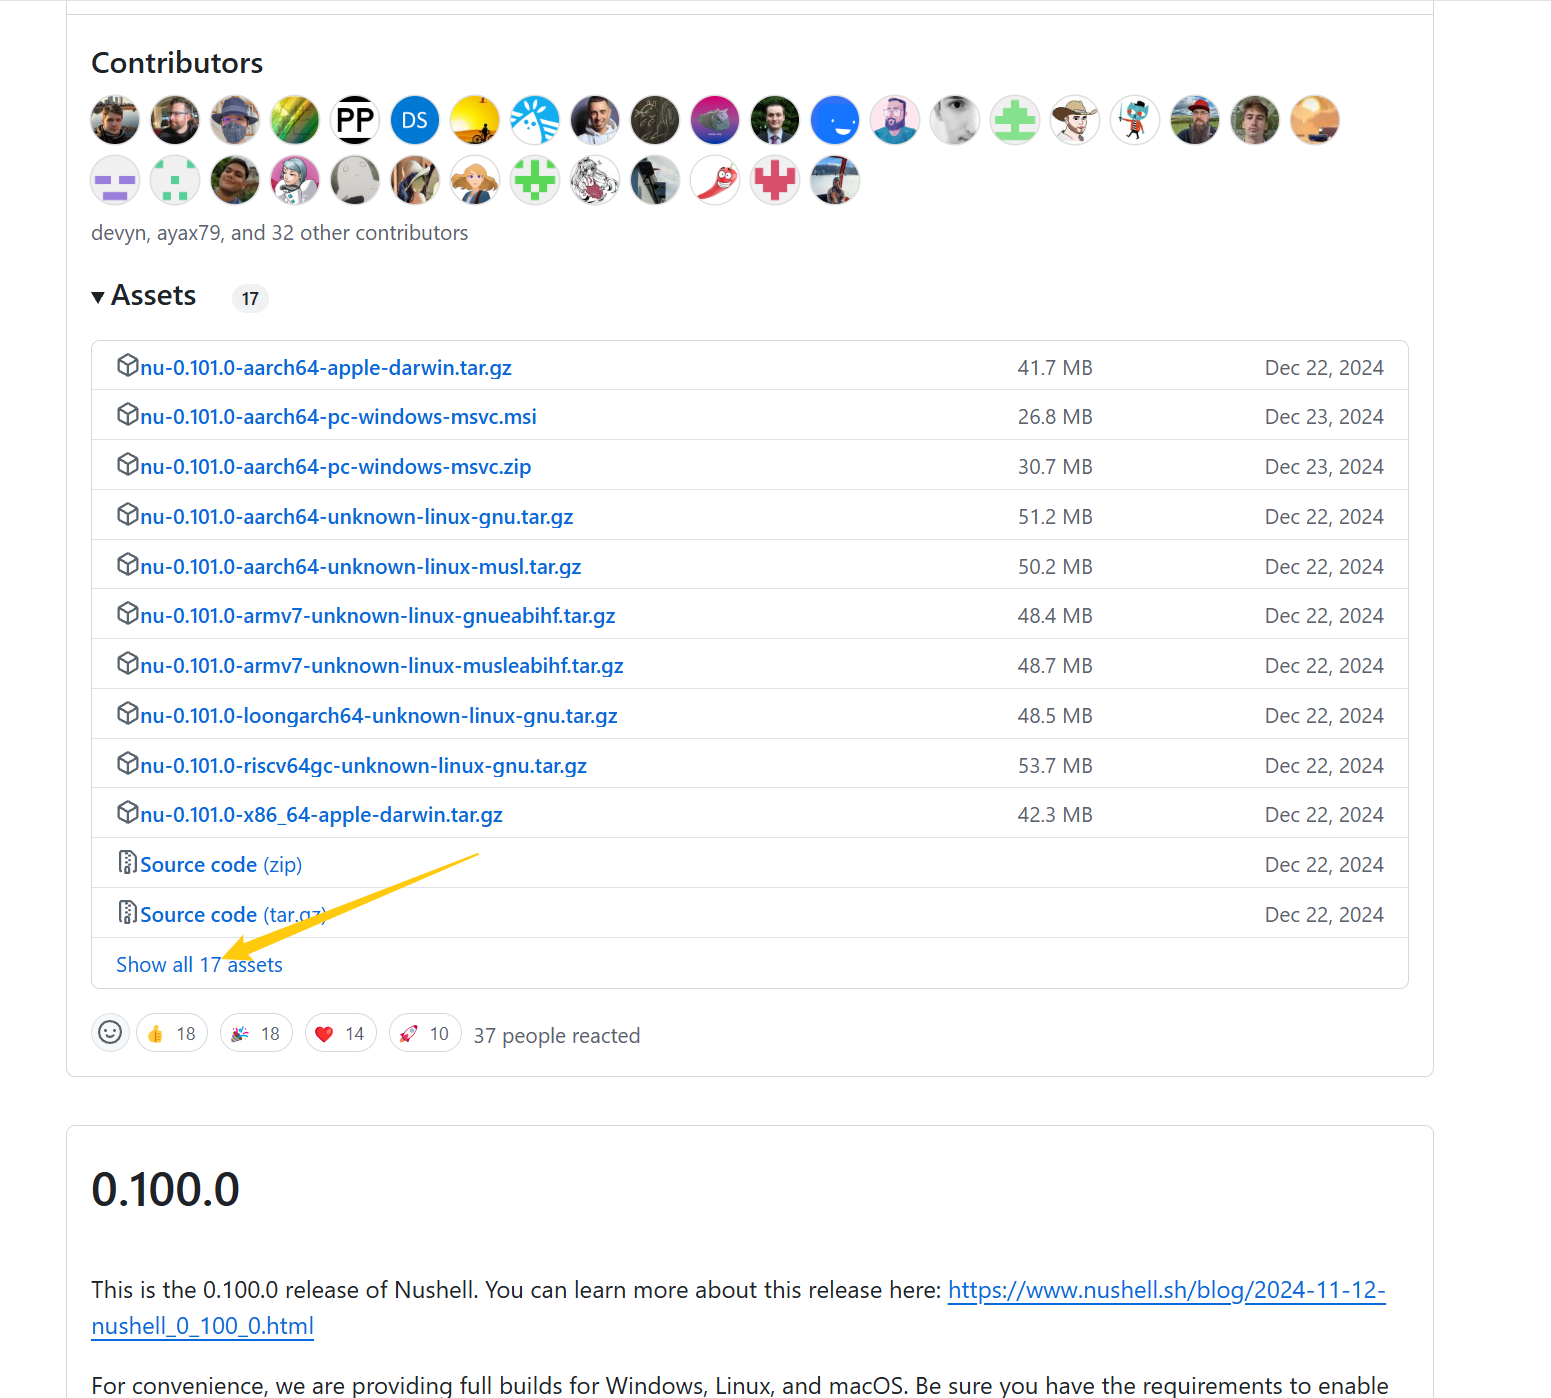 Contributors
PP
DS
devyn, ayax79, and 32 other contributors
Assets 17
nu-0.101.0-aarch64-apple-darwin.tar.gz 41.7 MB Dec 22, 2024
nu-0.101.0-aarch64-pc-windows-msvc.msi 26.8 MB Dec 23, 2024
nu-0.101.0-aarch64-pc-windows-msvc.zip 30.7 MB Dec 23, 2024
nu-0.101.0-aarch64-unknown-linux-gnu.tar.gz 51.2 MB Dec 22, 2024
nu-0.101.0-aarch64-unknown-linux-musl.tar.gz 50.2 MB Dec 22, 2024
nu-0.101.0-armv7-unknown-linux-gnueabihf.tar.gz 48.4 MB Dec 22, 2024
nu-0.101.0-armv7-unknown-linux-musleabihf.tar.gz 48.7 MB Dec 22, 2024
nu-0.101.0-loongarch64-unknown-linux-gnu.tar.gz 48.5 MB Dec 22, 2024
nu-0.101.0-riscv64gc-unknown-linux-gnu.tar.gz 53.7 MB Dec 22, 2024
nu-0.101.0-x86_64-apple-darwin.tar.gz 42.3 MB Dec 22, 2024
Source code (zip) Dec 22, 2024
Source code (tar.gz) Dec 22, 2024
Show all 17 assets
18 18 14 10 37 people reacted
0.100.0
This is the 0.100.0 release of Nushell. You can learn more about this release here: https://www.nushell.sh/blog/2024-11-12-
nushell_0_100_0.html
For convenience, we are providing full builds for Windows, Linux, and macOS. Be sure you have the requirements to enable